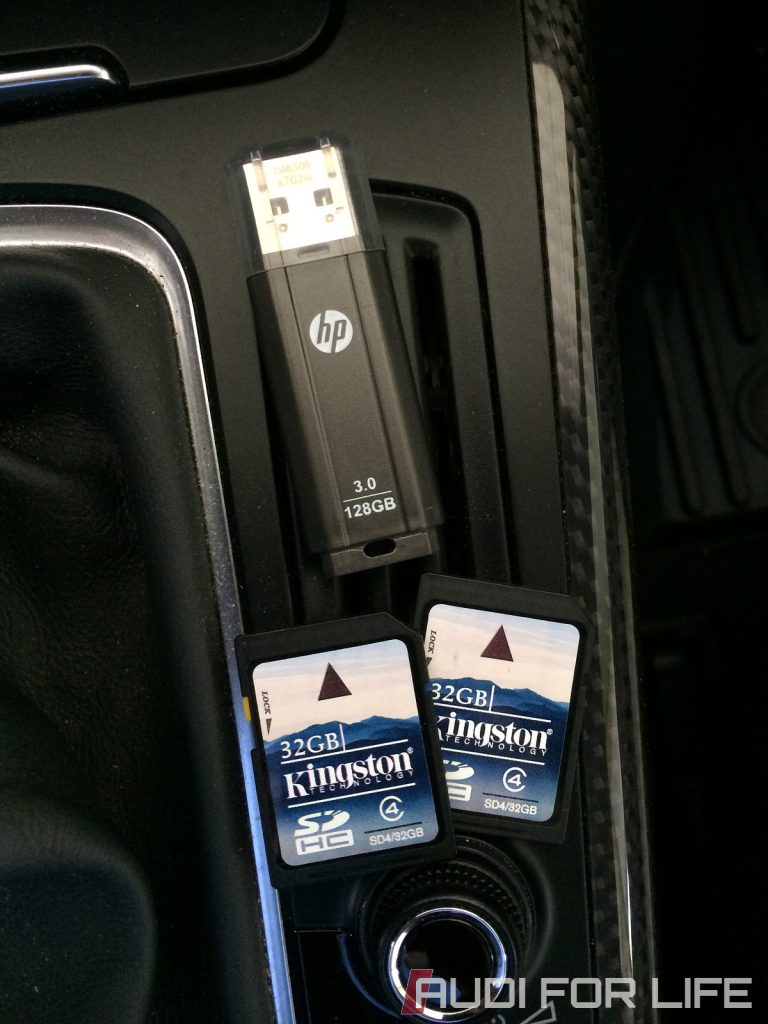 x702w
hp
3.0
128GB
LOCK
32GB
Kingston®
TECHNOLOGY
SD
HC
4
SD4/32GB
LOCK
32GB
Kingston®
TECHNOLOGY
4
SD4/32GB
AUDI FOR LIFE